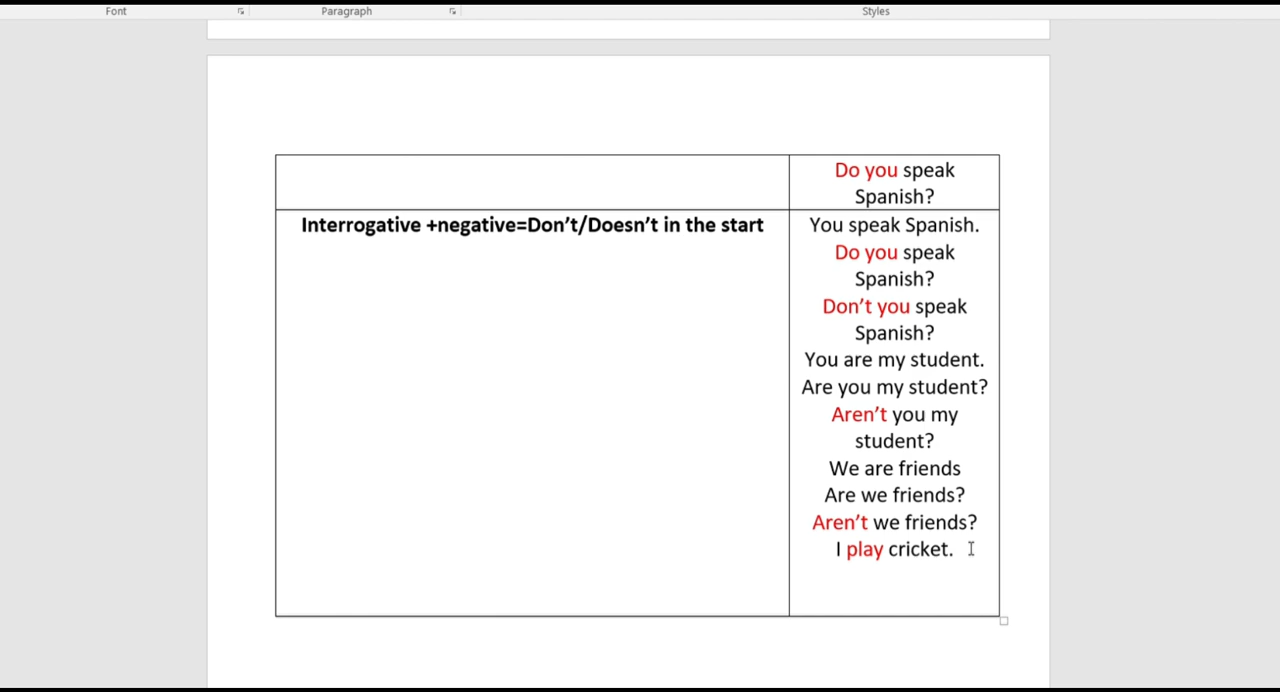 Font
Paragraph
Styles
Do you speak
Spanish?
Interrogative +negative=Don't/Doesn't in the start
You speak Spanish.
Do you speak
Spanish?
Don't you speak
Spanish?
You are my student.
Are you my student?
Aren't you my
student?
We are friends
Are we friends?
Aren't we friends?
I play cricket.